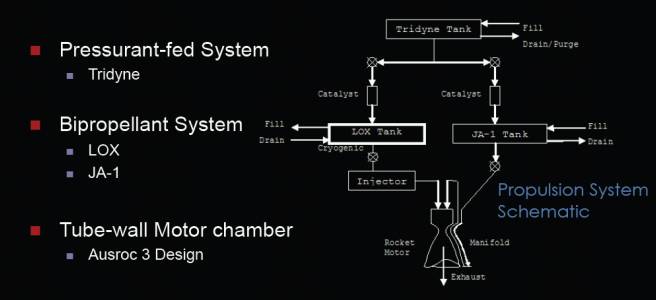 Pressurant-fed System
Tridyne
Bipropellant System
LOX
JA-1
Tube-wall Motor chamber
Ausroc 3 Design
Tridyne Tank
Fill
Drain/Purge
Catalyst
Catalyst
Fill
Drain
LOX Tank
Cryogenic
JA-1 Tank
Fill
Drain
Injector
Propulsion System
Schematic
Rocket
Motor
Manifold
Exhaust